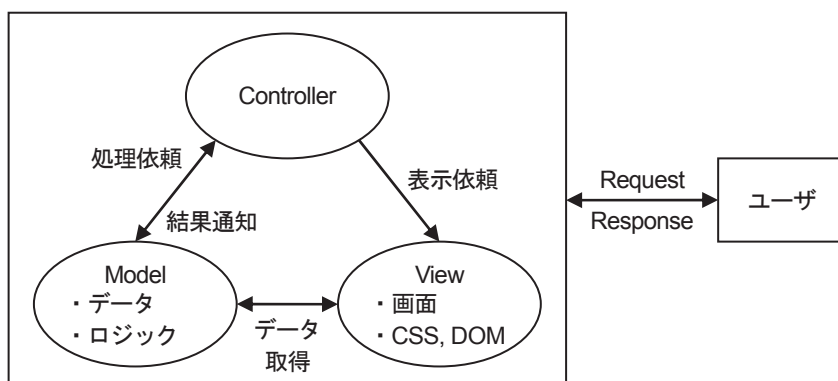 Controller
処理依頼
表示依頼
結果通知
Model
・データ
・ロジック
データ
取得
View
・画面
・CSS, DOM
Request
Response
ユーザ